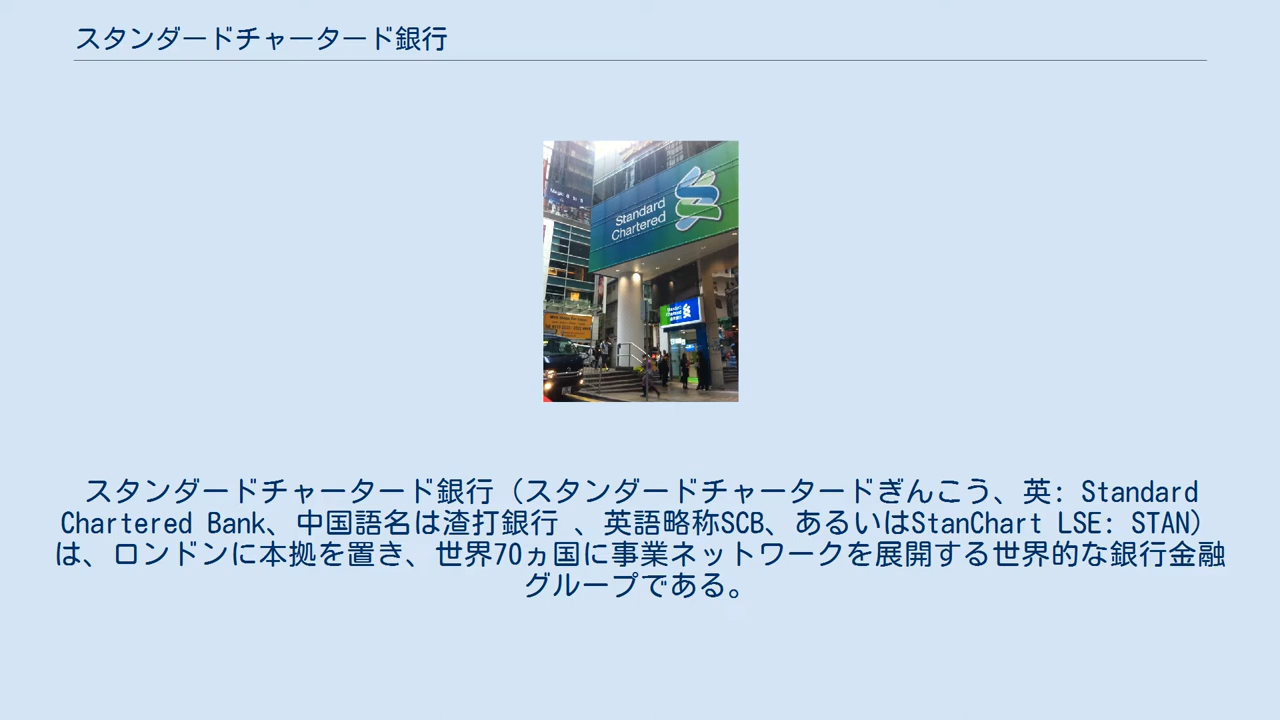 スタンダードチャータード銀行
Standard
Chartered
Standard
Chartered
スタンダードチャータード銀行（スタンダードチャータードぎんこう、英: Standard
Chartered Bank、中国語名は渣打銀行 、英語略称SCB、あるいはStanChart LSE: STAN）
は、ロンドンに本拠を置き、世界70ヵ国に事業ネットワークを展開する世界的な銀行金融
グループである。